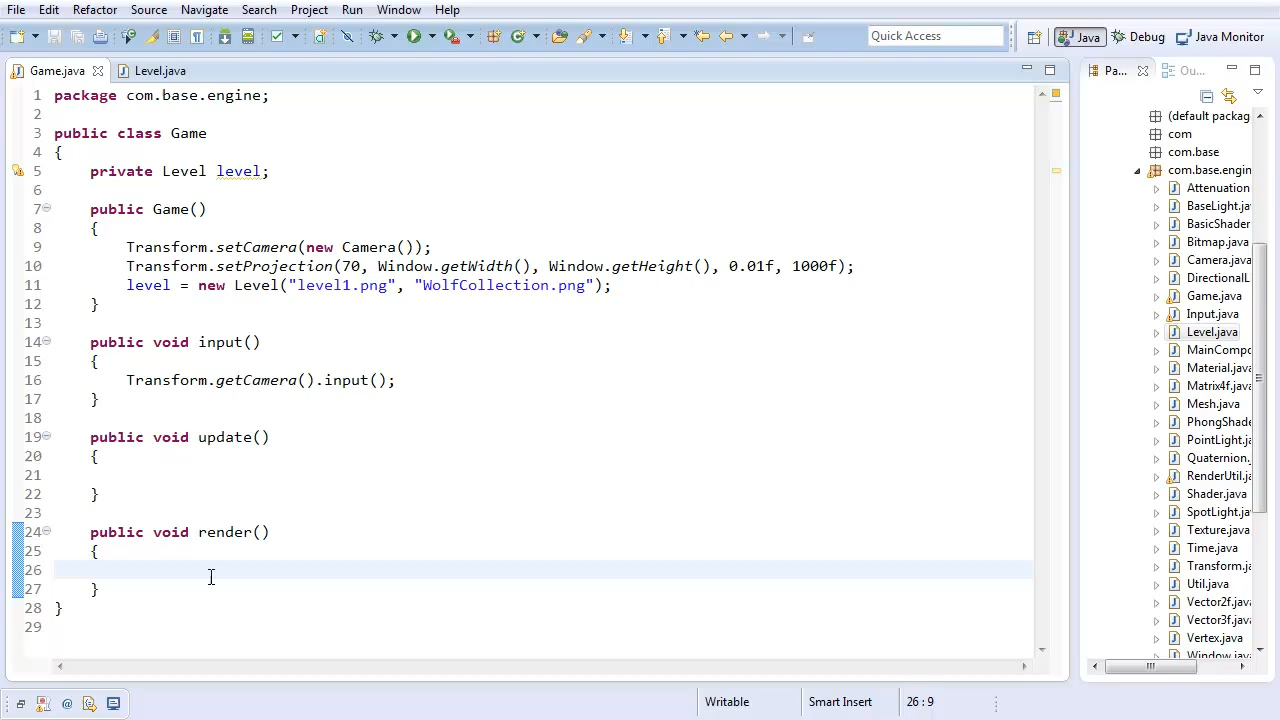 File Edit Refactor Source Navigate Search Project Run Window Help
Quick Access Java Debug Java Monitor
Game.java Level.java Pa... Ou...
1 package com.base.engine;
2
3 public class Game
4 {
5 private Level level;
6
7 public Game()
8 {
9 Transform.setCamera(new Camera());
10 Transform.setProjection(70, Window.getWidth(), Window.getHeight(), 0.01f, 1000f);
11 level = new Level("level1.png", "WolfCollection.png");
12 }
13
14 public void input()
15 {
16 Transform.getCamera().input();
17 }
18
19 public void update()
20 {
21
22 }
23
24 public void render()
25 {
26
27 }
28 }
29
(default packag
com
com.base
com.base.engin
Attenuation
BaseLight.jav
BasicShader
Bitmap.java
Camera.java
DirectionalL
Game.java
Input.java
Level.java
MainCompo
Material.java
Matrix4f.java
Mesh.java
PhongShade
PointLight.ja
Quaternion.
RenderUtil.ja
Shader.java
SpotLight.jav
Texture.java
Time.java
Transform.ja
Util.java
Vector2f.java
Vector3f.java
Vertex.java
Window.java
Writable Smart Insert 26 : 9